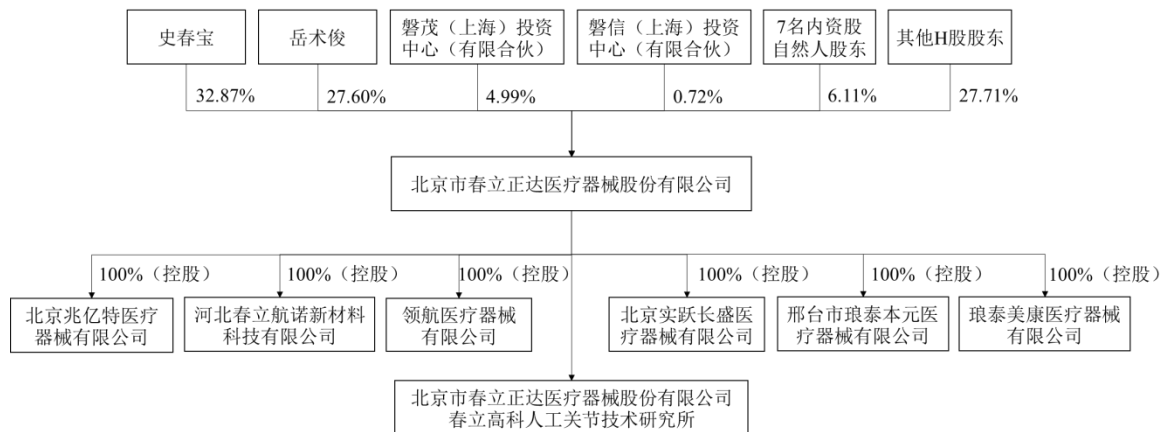 史春宝
岳术俊
磐茂（上海）投资
中心（有限合伙）
磐信（上海）投资
中心（有限合伙）
7名内资股
自然人股东
其他H股股东
32.87%
27.60%
4.99%
0.72%
6.11%
27.71%
北京市春立正达医疗器械股份有限公司
100%（控股）
100%（控股）
100%（控股）
100%（控股）
100%（控股）
100%（控股）
北京兆亿特医疗
器械有限公司
河北春立航诺新材料
科技有限公司
领航医疗器械
有限公司
北京实跃长盛医
疗器械有限公司
邢台市琅泰本元医
疗器械有限公司
琅泰美康医疗器械
有限公司
北京市春立正达医疗器械股份有限公司
春立高科人工关节技术研究所